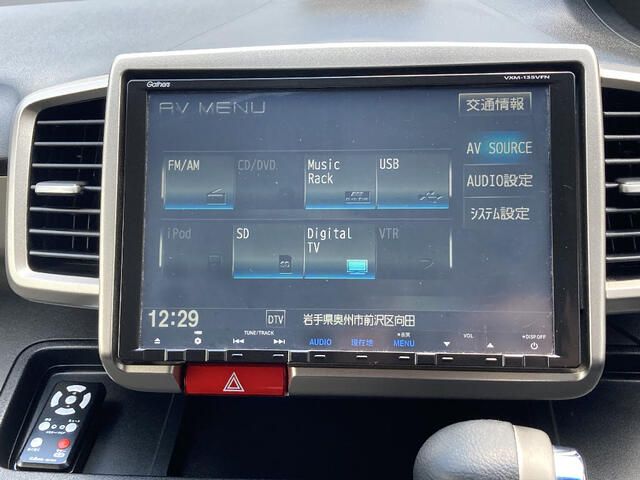 Gathers
VXM-135VFN
AV MENU
交通情報
FM/AM
CD/DVD
Music Rack
USB
AV SOURCE
AUDIO設定
iPod
SD
Digital TV
VTR
システム設定
12:29
DTV
岩手県奥州市前沢区向田
TUNE/TRACK
AUDIO
現在地
MENU
VOL
DISP OFF